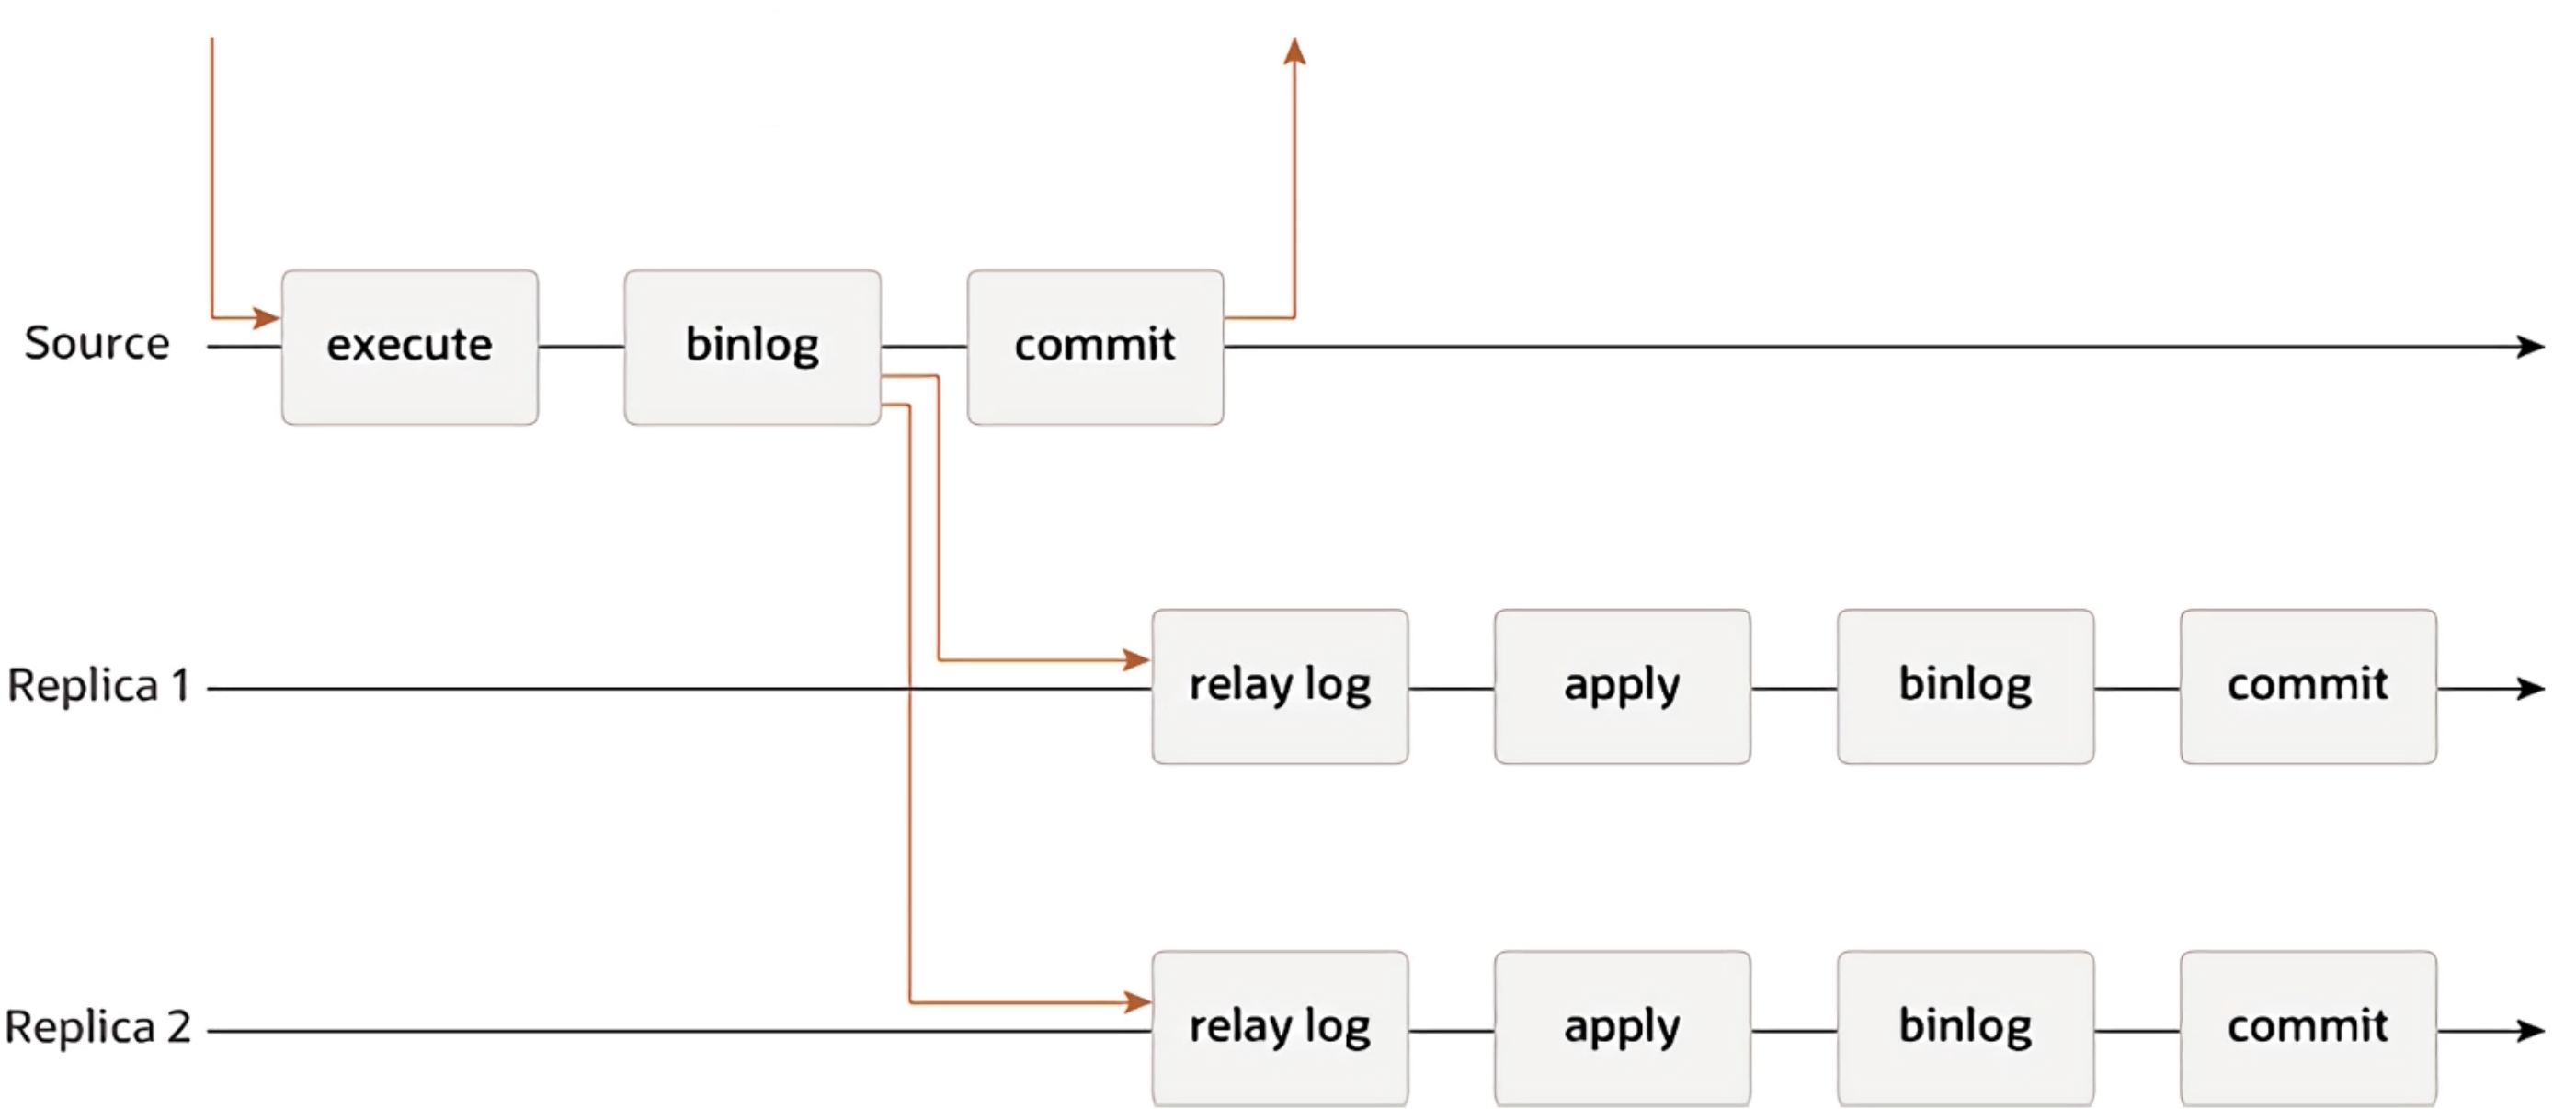 Source
execute
binlog
commit
Replica 1
relay log
apply
binlog
commit
Replica 2
relay log
apply
binlog
commit